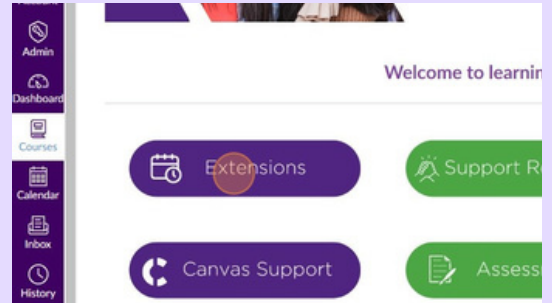 Admin
Dashboard
Courses
Calendar
Inbox
History
Welcome to learnin
Extensions
Support R
Canvas Support
Assess